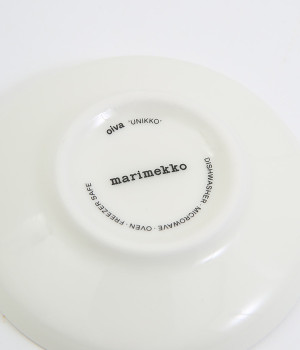 oiva "UNIKKO"
marimekko
DISHWASHER · MICROWAVE · OVEN · FREEZER SAFE